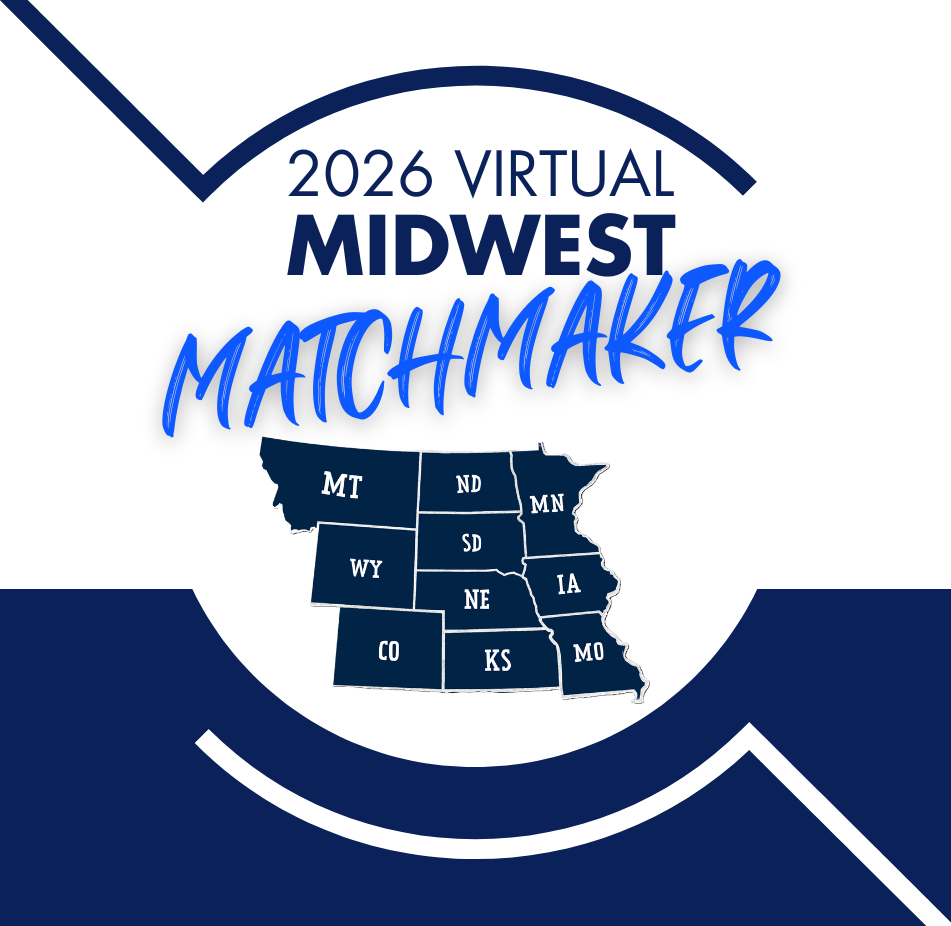 2026 VIRTUAL
MIDWEST
MATCHMAKER
MT
ND
MN
SD
WY
NE
IA
CO
KS
MO